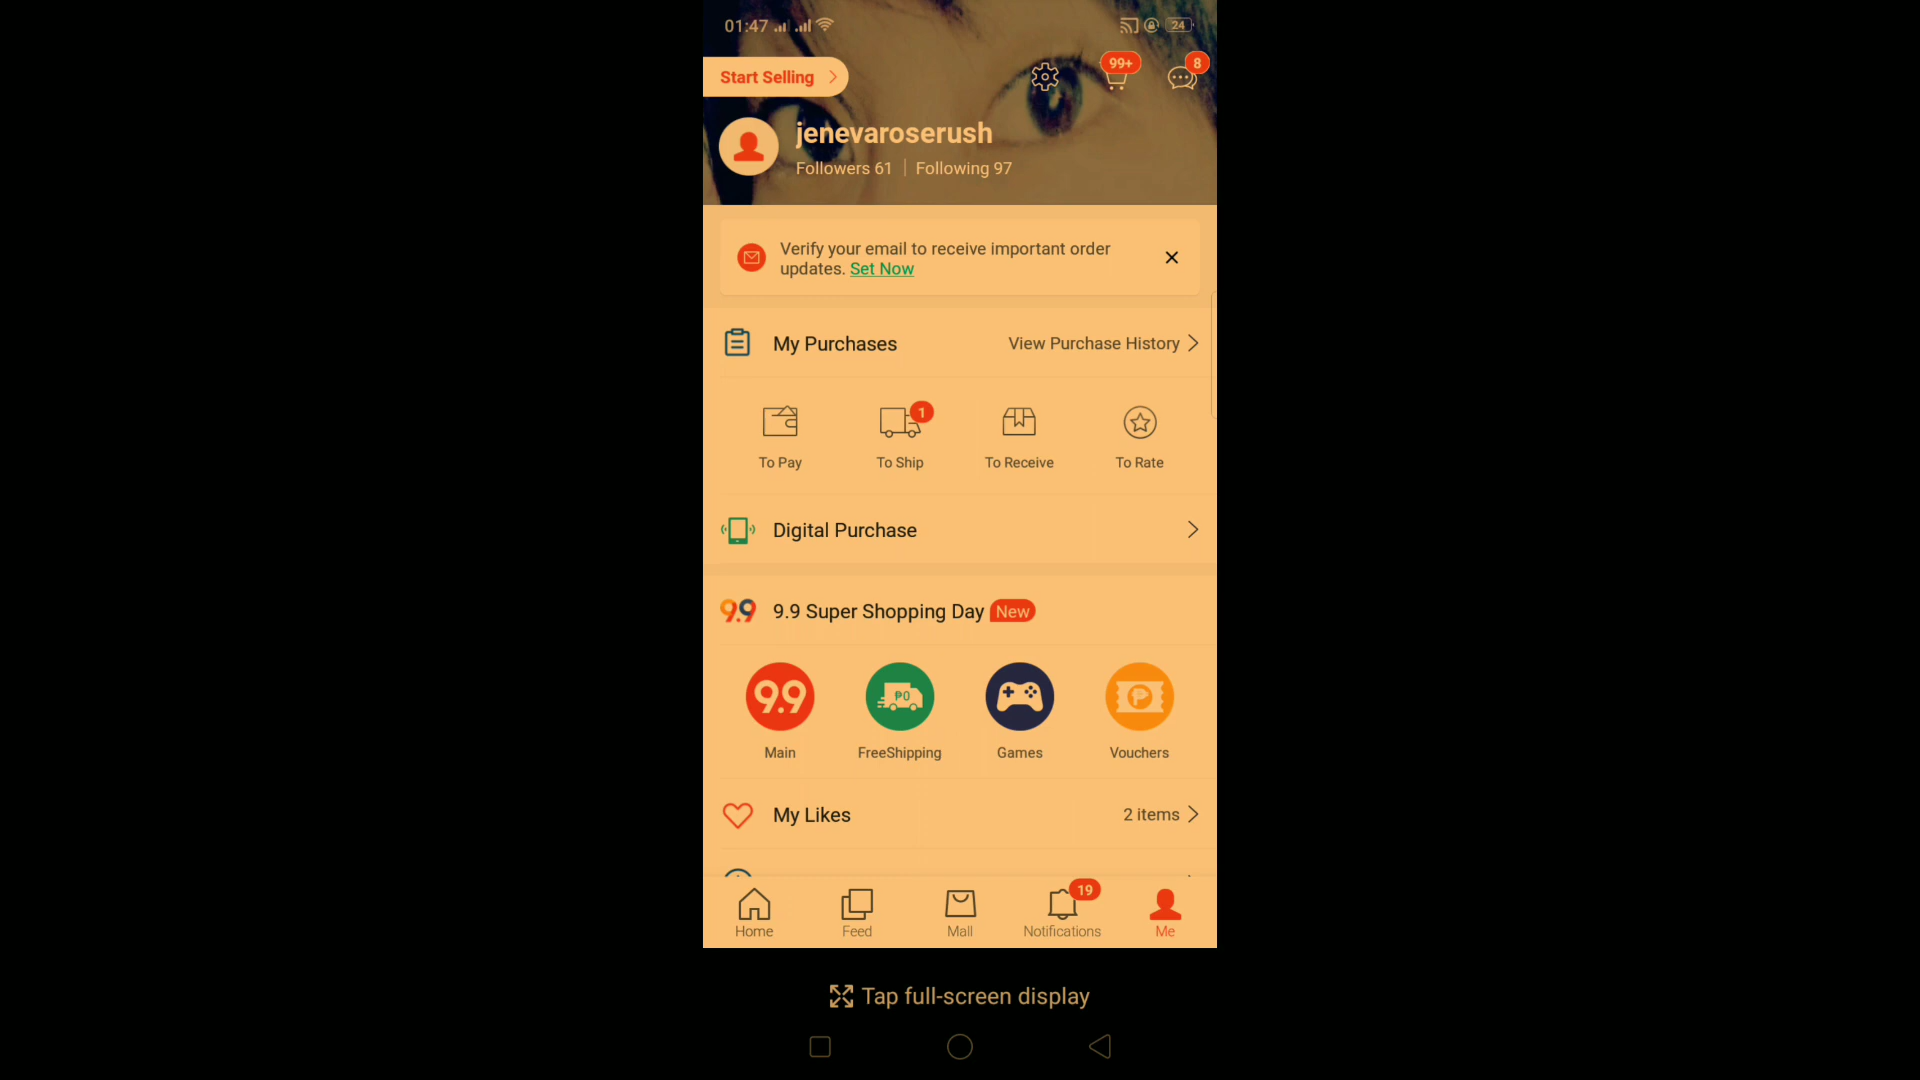 01:47
24
Start Selling
99+
8
jenevaroserush
Followers 61
Following 97
Verify your email to receive important order
updates. Set Now
My Purchases
View Purchase History
1
To Pay
To Ship
To Receive
To Rate
Digital Purchase
9.9
9.9 Super Shopping Day
New
9.9
₱0
Main
FreeShipping
Games
Vouchers
My Likes
2 items
19
Home
Feed
Mall
Notifications
Me
Tap full-screen display